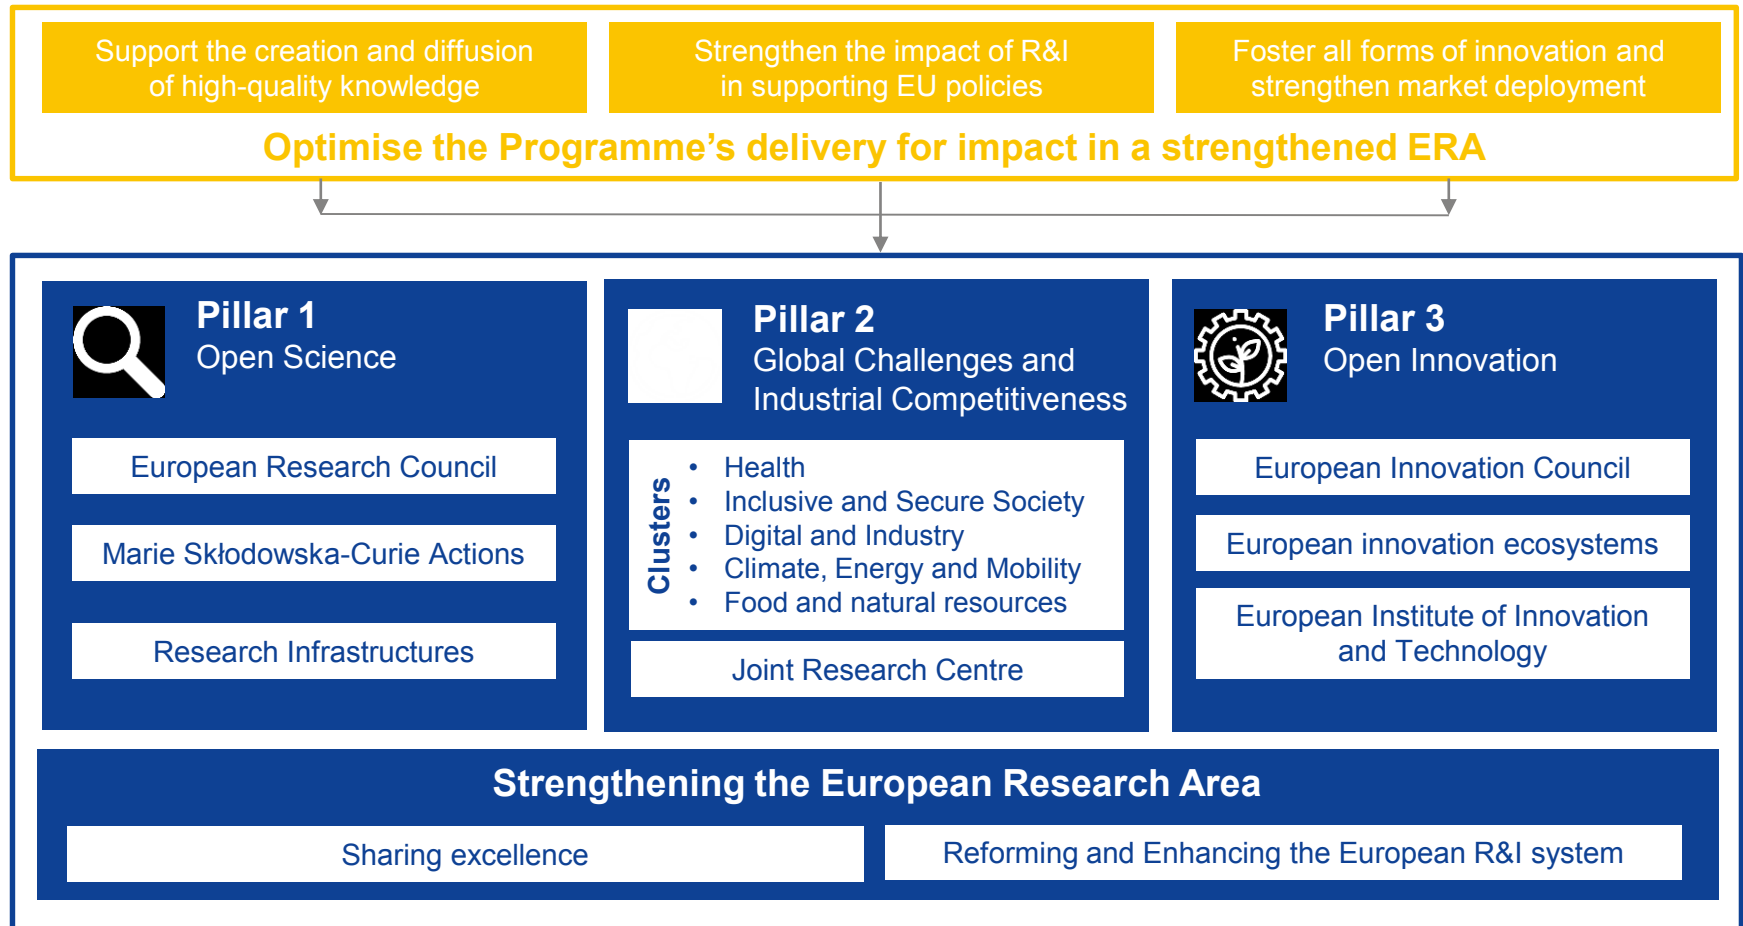 Support the creation and diffusion
of high-quality knowledge
Strengthen the impact of R&I
in supporting EU policies
Foster all forms of innovation and
strengthen market deployment
Optimise the Programme’s delivery for impact in a strengthened ERA
Pillar 1
Open Science
European Research Council
Marie Skłodowska-Curie Actions
Research Infrastructures
Pillar 2
Global Challenges and
Industrial Competitiveness
Clusters
• Health
• Inclusive and Secure Society
• Digital and Industry
• Climate, Energy and Mobility
• Food and natural resources
Joint Research Centre
Pillar 3
Open Innovation
European Innovation Council
European innovation ecosystems
European Institute of Innovation
and Technology
Strengthening the European Research Area
Sharing excellence
Reforming and Enhancing the European R&I system